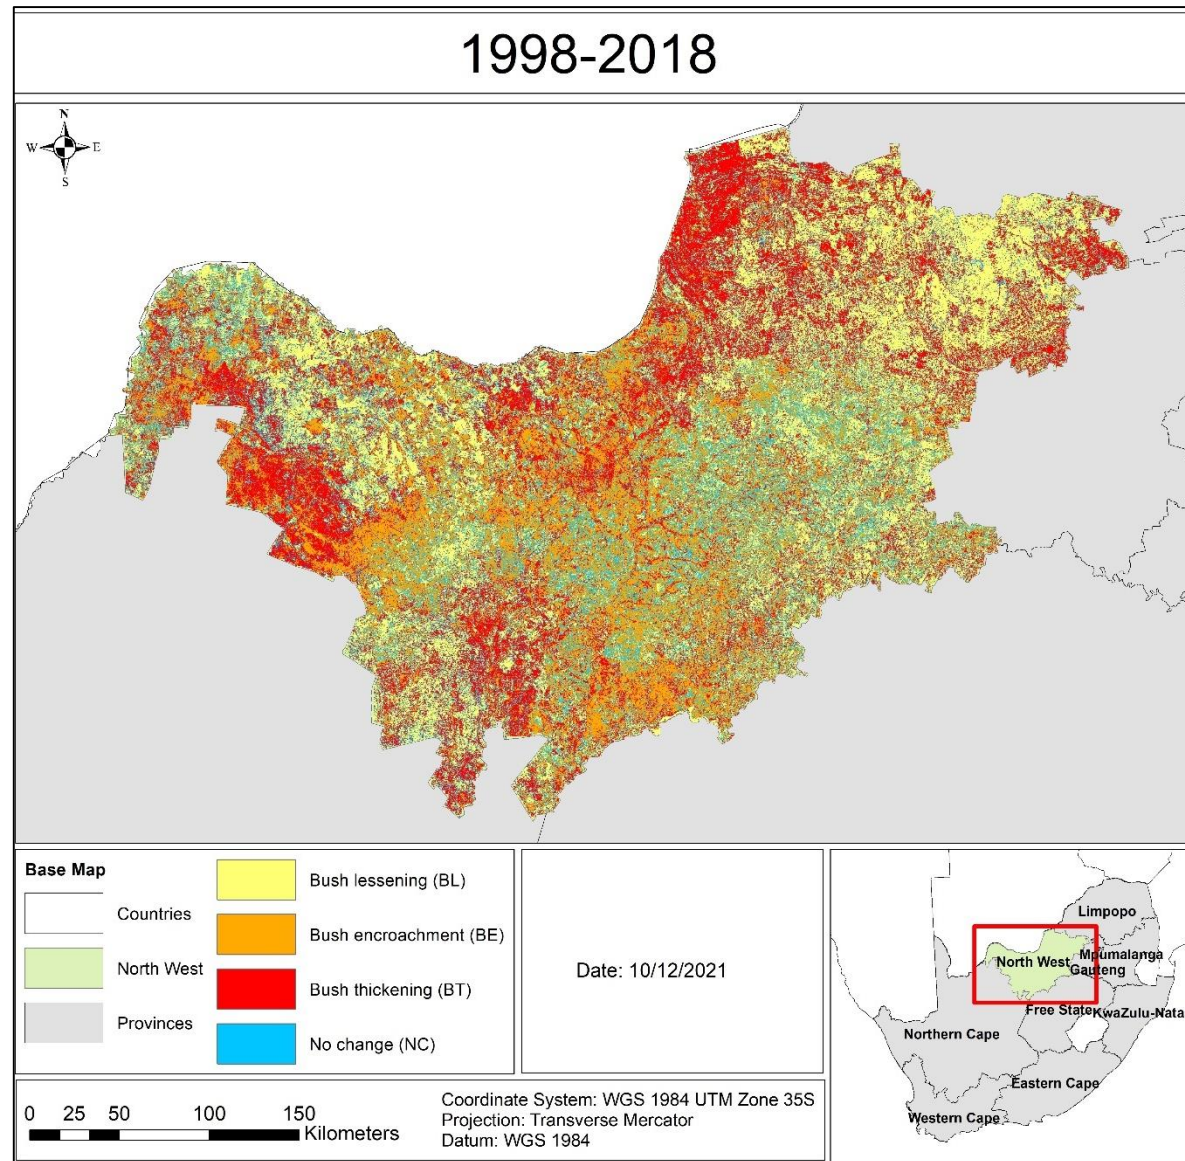 1998-2018
N
W E
S
Base Map
Countries
North West
Provinces
Bush lessening (BL)
Bush encroachment (BE)
Bush thickening (BT)
No change (NC)
Date: 10/12/2021
Limpopo
North West
Mpumalanga
Gauteng
Free State
KwaZulu-Nata
Northern Cape
Eastern Cape
Western Cape
0 25 50 100 150
Kilometers
Coordinate System: WGS 1984 UTM Zone 35S
Projection: Transverse Mercator
Datum: WGS 1984